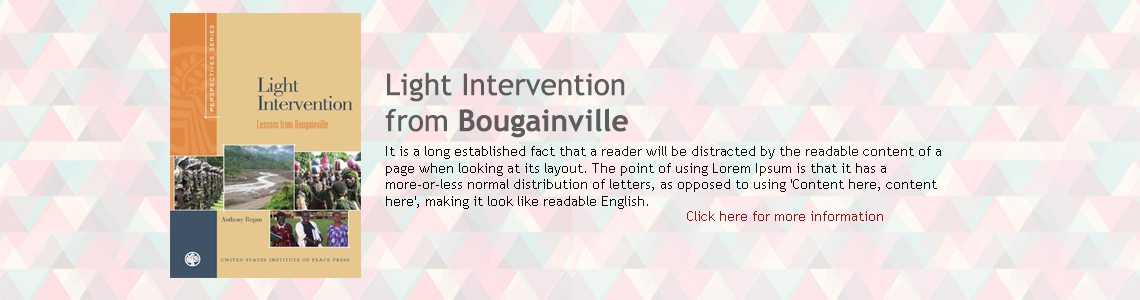 PERSPECTIVES SERIES
Light
Intervention
Lessons from Bougainville
Anthony Regan
UNITED STATES INSTITUTE OF PEACE PRESS
Light Intervention
from Bougainville
It is a long established fact that a reader will be distracted by the readable content of a
page when looking at its layout. The point of using Lorem Ipsum is that it has a
more-or-less normal distribution of letters, as opposed to using 'Content here, content
here', making it look like readable English.
Click here for more information